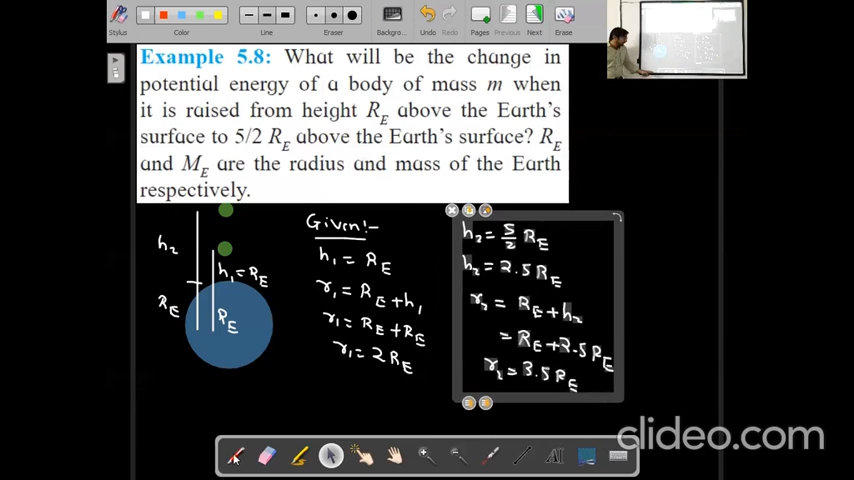 Stylus
Color
Line
Eraser
Background
Undo
Redo
Pages
Previous
Next
Erase
Example 5.8: What will be the change in
potential energy of a body of mass m when
it is raised from height R_E above the Earth's
surface to 5/2 R_E above the Earth's surface? R_E
and M_E are the radius and mass of the Earth
respectively.
h₂
h₁ = R_E
R_E
R_E
Given:-
h₁ = R_E
r₁ = R_E + h₁
r₁ = R_E + R_E
r₁ = 2 R_E
h₂ = 5/2 R_E
h₂ = 2.5 R_E
r₂ = R_E + h₂
= R_E + 2.5 R_E
r₂ = 3.5 R_E
clideo.com